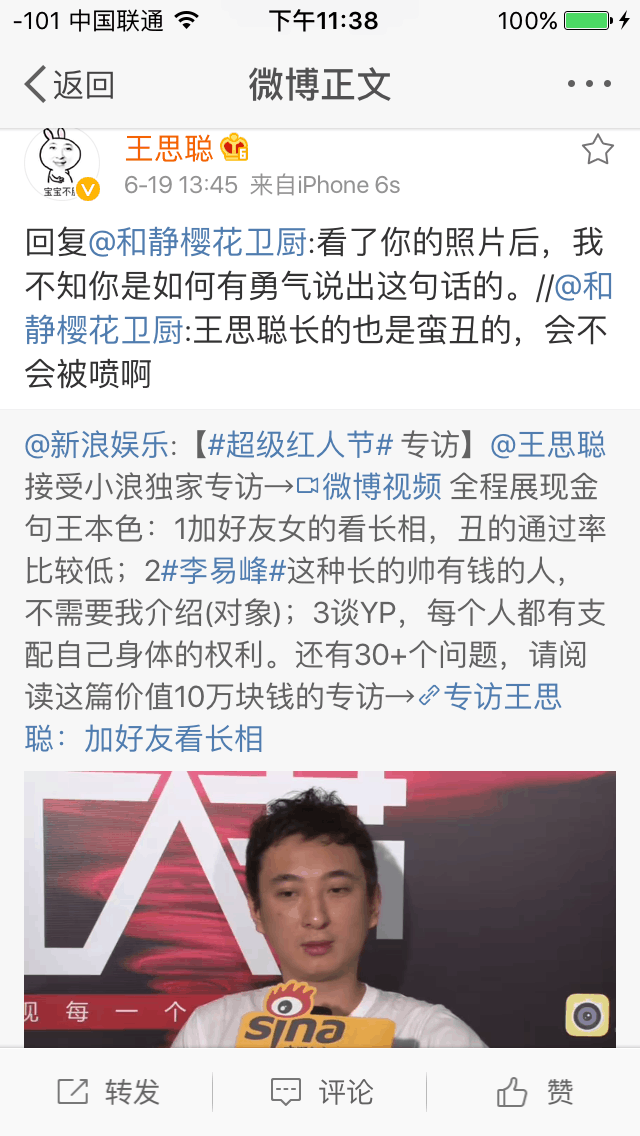 -101 中国联通 下午11:38 100%
返回 微博正文
王思聪
宝宝不
6-19 13:45 来自iPhone 6s
回复@和静樱花卫厨:看了你的照片后，我
不知你是如何有勇气说出这句话的。//@和
静樱花卫厨:王思聪长的也是蛮丑的，会不
会被喷啊
@新浪娱乐:【#超级红人节# 专访】@王思聪
接受小浪独家专访→微博视频 全程展现金
句王本色：1加好友女的看长相，丑的通过率
比较低；2#李易峰#这种长的帅有钱的人，
不需要我介绍(对象)；3谈YP，每个人都有支
配自己身体的权利。还有30+个问题，请阅
读这篇价值10万块钱的专访→专访王思
聪：加好友看长相
现 每 一 个
sina
转发 评论 赞